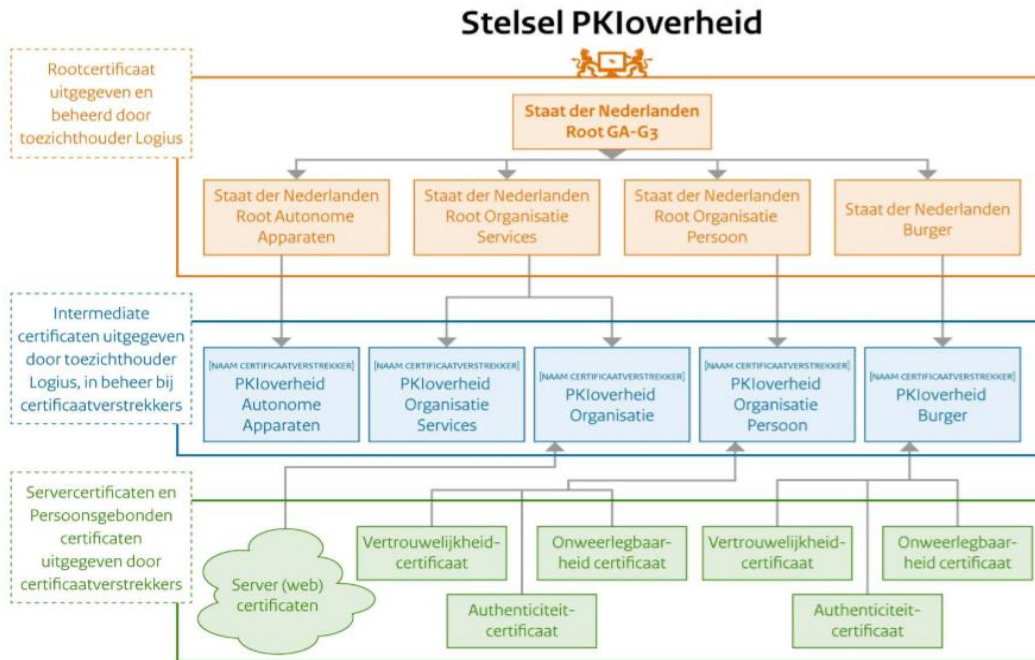 Stelsel PKIoverheid
Rootcertificaat
uitgegeven en
beheerd door
toezichthouder Logius
Staat der Nederlanden
Root GA-G3
Staat der Nederlanden
Root Autonome
Apparaten
Staat der Nederlanden
Root Organisatie
Services
Staat der Nederlanden
Root Organisatie
Persoon
Staat der Nederlanden
Burger
Intermediate
certificaten uitgegeven
door toezichthouder
Logius, in beheer bij
certificaatverstrekkers
[NAAM CERTIFICAATVERSTREKKER]
PKIoverheid
Autonome
Apparaten
[NAAM CERTIFICAATVERSTREKKER]
PKIoverheid
Organisatie
Services
[NAAM CERTIFICAATVERSTREKKER]
PKIoverheid
Organisatie
[NAAM CERTIFICAATVERSTREKKER]
PKIoverheid
Organisatie
Persoon
[NAAM CERTIFICAATVERSTREKKER]
PKIoverheid
Burger
Servercertificaten en
Persoonsgebonden
certificaten
uitgegeven door
certificaatverstrekkers
Server (web)
certificaten
Vertrouwelijkheid-
certificaat
Onweerlegbaar-
heid certificaat
Authenticiteit-
certificaat
Vertrouwelijkheid-
certificaat
Onweerlegbaar-
heid certificaat
Authenticiteit-
certificaat